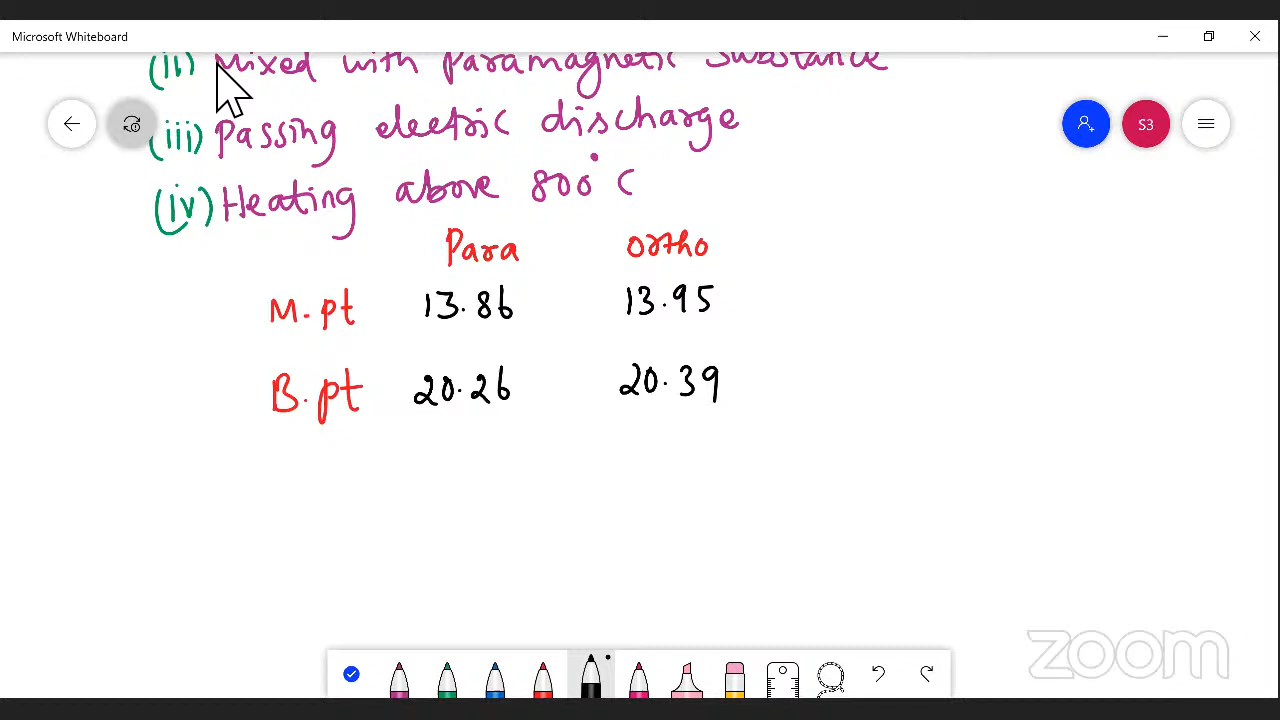 Microsoft Whiteboard
(ii) Mixed with paramagnetic substance
(iii) Passing electric discharge
S3
(iv) Heating above 800°C
Para Ortho
M.pt 13.86 13.95
B.pt 20.26 20.39
zoom